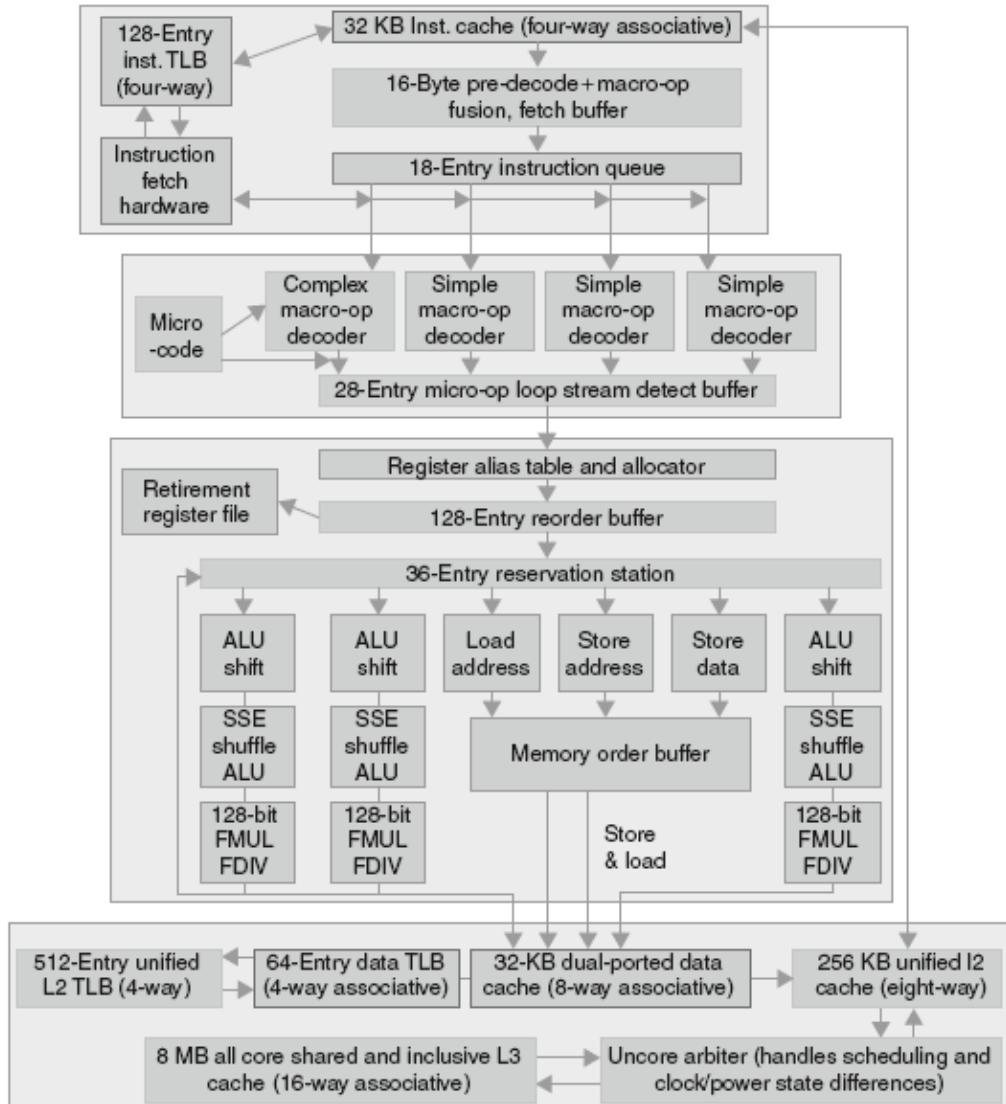 128-Entry
inst. TLB
(four-way)
32 KB Inst. cache (four-way associative)
16-Byte pre-decode+macro-op
fusion, fetch buffer
Instruction
fetch
hardware
18-Entry instruction queue
Micro
-code
Complex
macro-op
decoder
Simple
macro-op
decoder
Simple
macro-op
decoder
Simple
macro-op
decoder
28-Entry micro-op loop stream detect buffer
Register alias table and allocator
Retirement
register file
128-Entry reorder buffer
36-Entry reservation station
ALU
shift
ALU
shift
Load
address
Store
address
Store
data
ALU
shift
SSE
shuffle
ALU
SSE
shuffle
ALU
Memory order buffer
SSE
shuffle
ALU
128-bit
FMUL
FDIV
128-bit
FMUL
FDIV
Store
& load
128-bit
FMUL
FDIV
512-Entry unified
L2 TLB (4-way)
64-Entry data TLB
(4-way associative)
32-KB dual-ported data
cache (8-way associative)
256 KB unified l2
cache (eight-way)
8 MB all core shared and inclusive L3
cache (16-way associative)
Uncore arbiter (handles scheduling and
clock/power state differences)